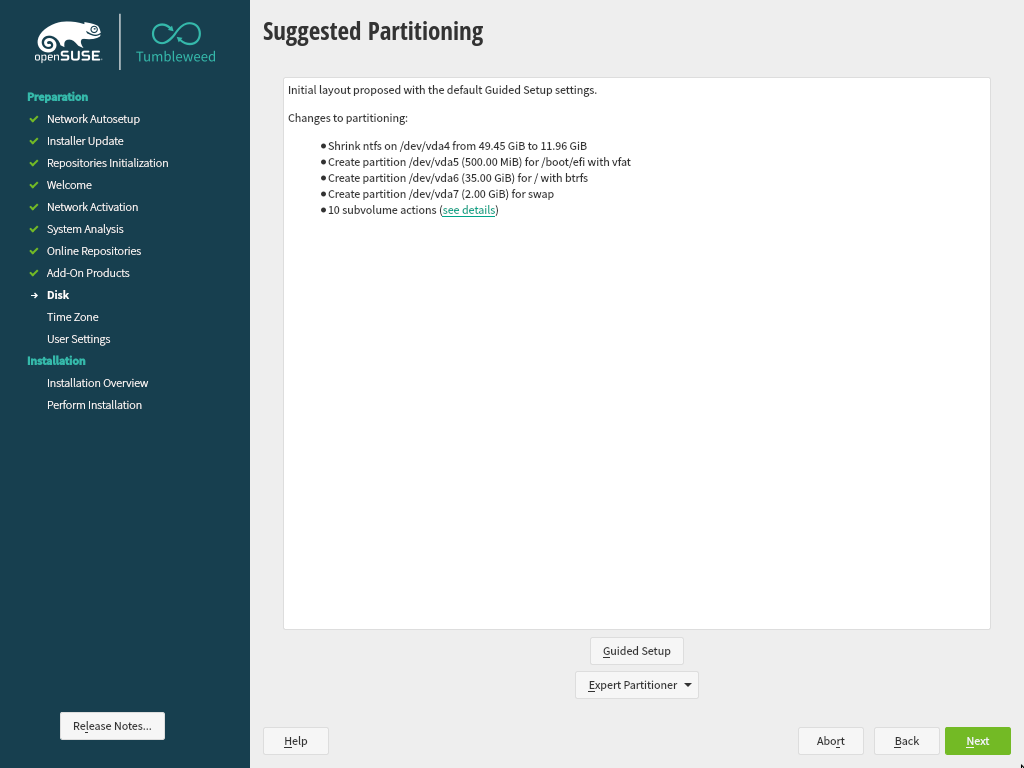 openSUSE
Tumbleweed
Preparation
Network Autosetup
Installer Update
Repositories Initialization
Welcome
Network Activation
System Analysis
Online Repositories
Add-On Products
Disk
Time Zone
User Settings
Installation
Installation Overview
Perform Installation
Release Notes...
Suggested Partitioning
Initial layout proposed with the default Guided Setup settings.
Changes to partitioning:
● Shrink ntfs on /dev/vda4 from 49.45 GiB to 11.96 GiB
● Create partition /dev/vda5 (500.00 MiB) for /boot/efi with vfat
● Create partition /dev/vda6 (35.00 GiB) for / with btrfs
● Create partition /dev/vda7 (2.00 GiB) for swap
● 10 subvolume actions (see details)
Guided Setup
Expert Partitioner
Help
Abort
Back
Next